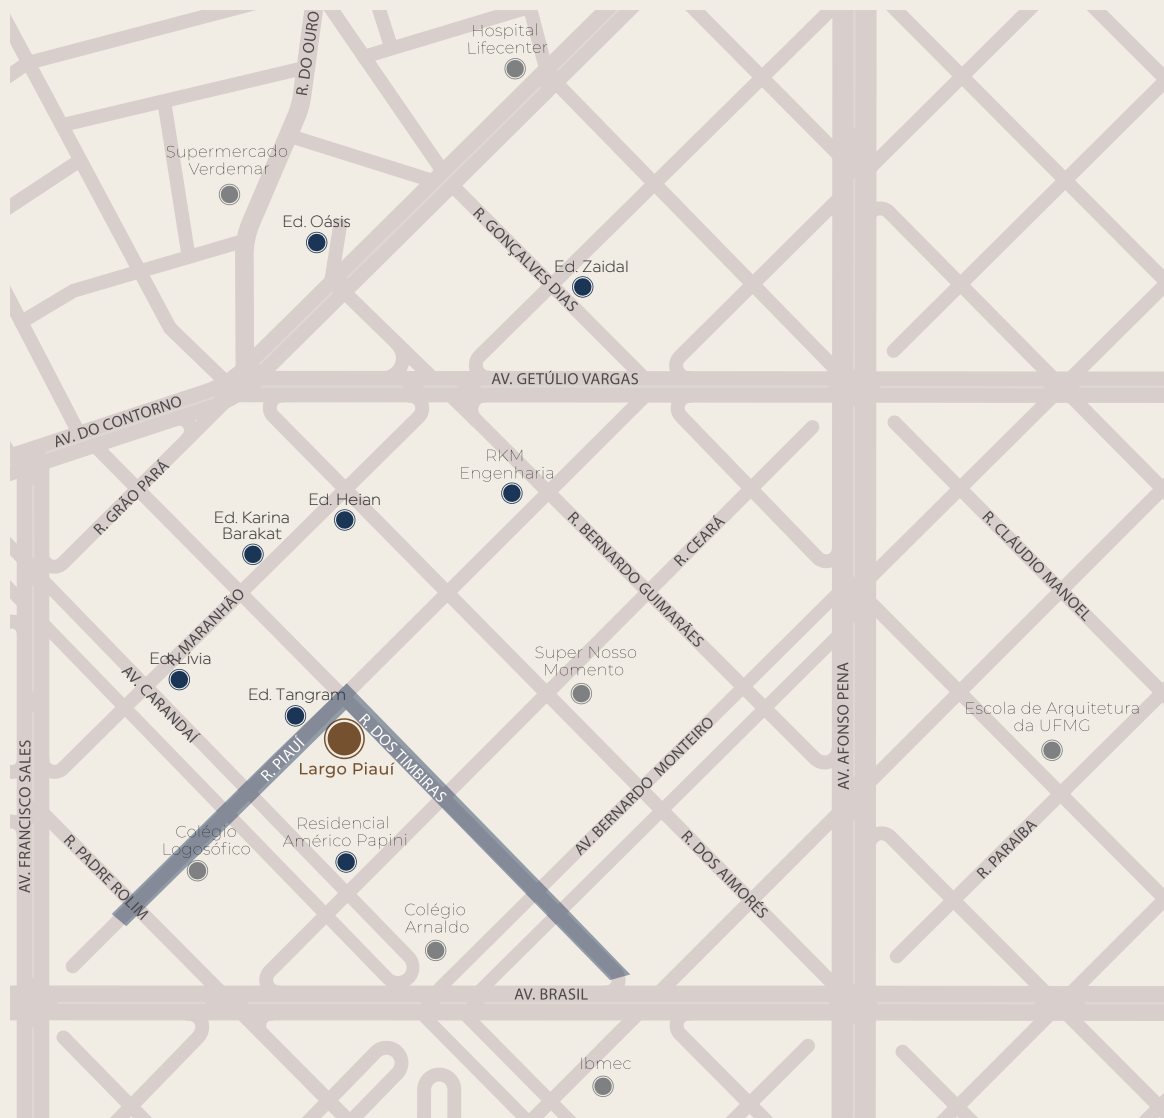 R. DO OURO
Hospital
Lifecenter
Supermercado
Verdemar
Ed. Oásis
R. GONÇALVES DIAS
Ed. Zaidal
AV. GETÚLIO VARGAS
AV. DO CONTORNO
R. GRÃO PARÁ
RKM
Engenharia
Ed. Heian
Ed. Karina
Barakat
R. BERNARDO GUIMARÃES
R. CEARÁ
R. CLÁUDIO MANOEL
R. MARANHÃO
Ed. Lívia
AV. CARANDAÍ
Super Nosso
Momento
Ed. Tangram
R. PIAUÍ
R. DOS TIMBIRAS
Largo Piauí
AV. AFONSO PENA
Escola de Arquitetura
da UFMG
AV. BERNARDO MONTEIRO
AV. FRANCISCO SALES
R. PADRE ROLIM
Colégio
Logosófico
Residencial
Américo Papini
R. DOS AIMORÉS
R. PARAÍBA
Colégio
Arnaldo
AV. BRASIL
Ibmec